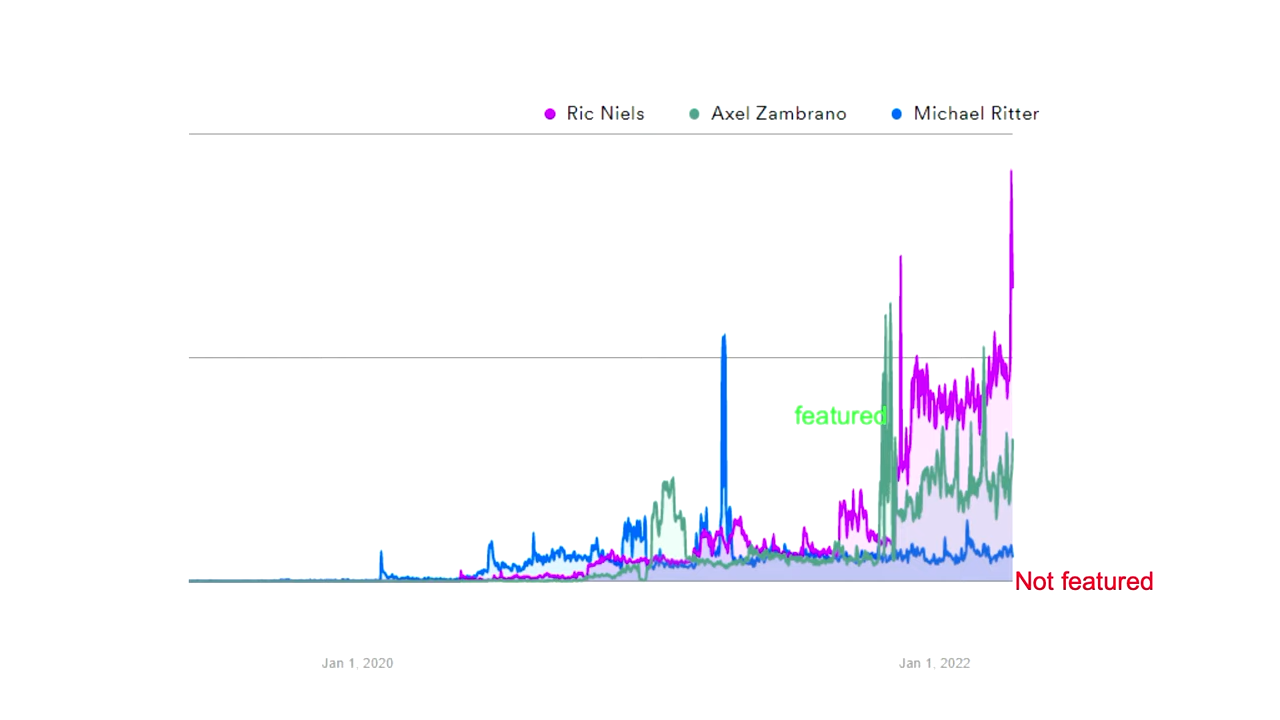 Ric Niels Axel Zambrano Michael Ritter
featured
Not featured
Jan 1, 2020 Jan 1, 2022